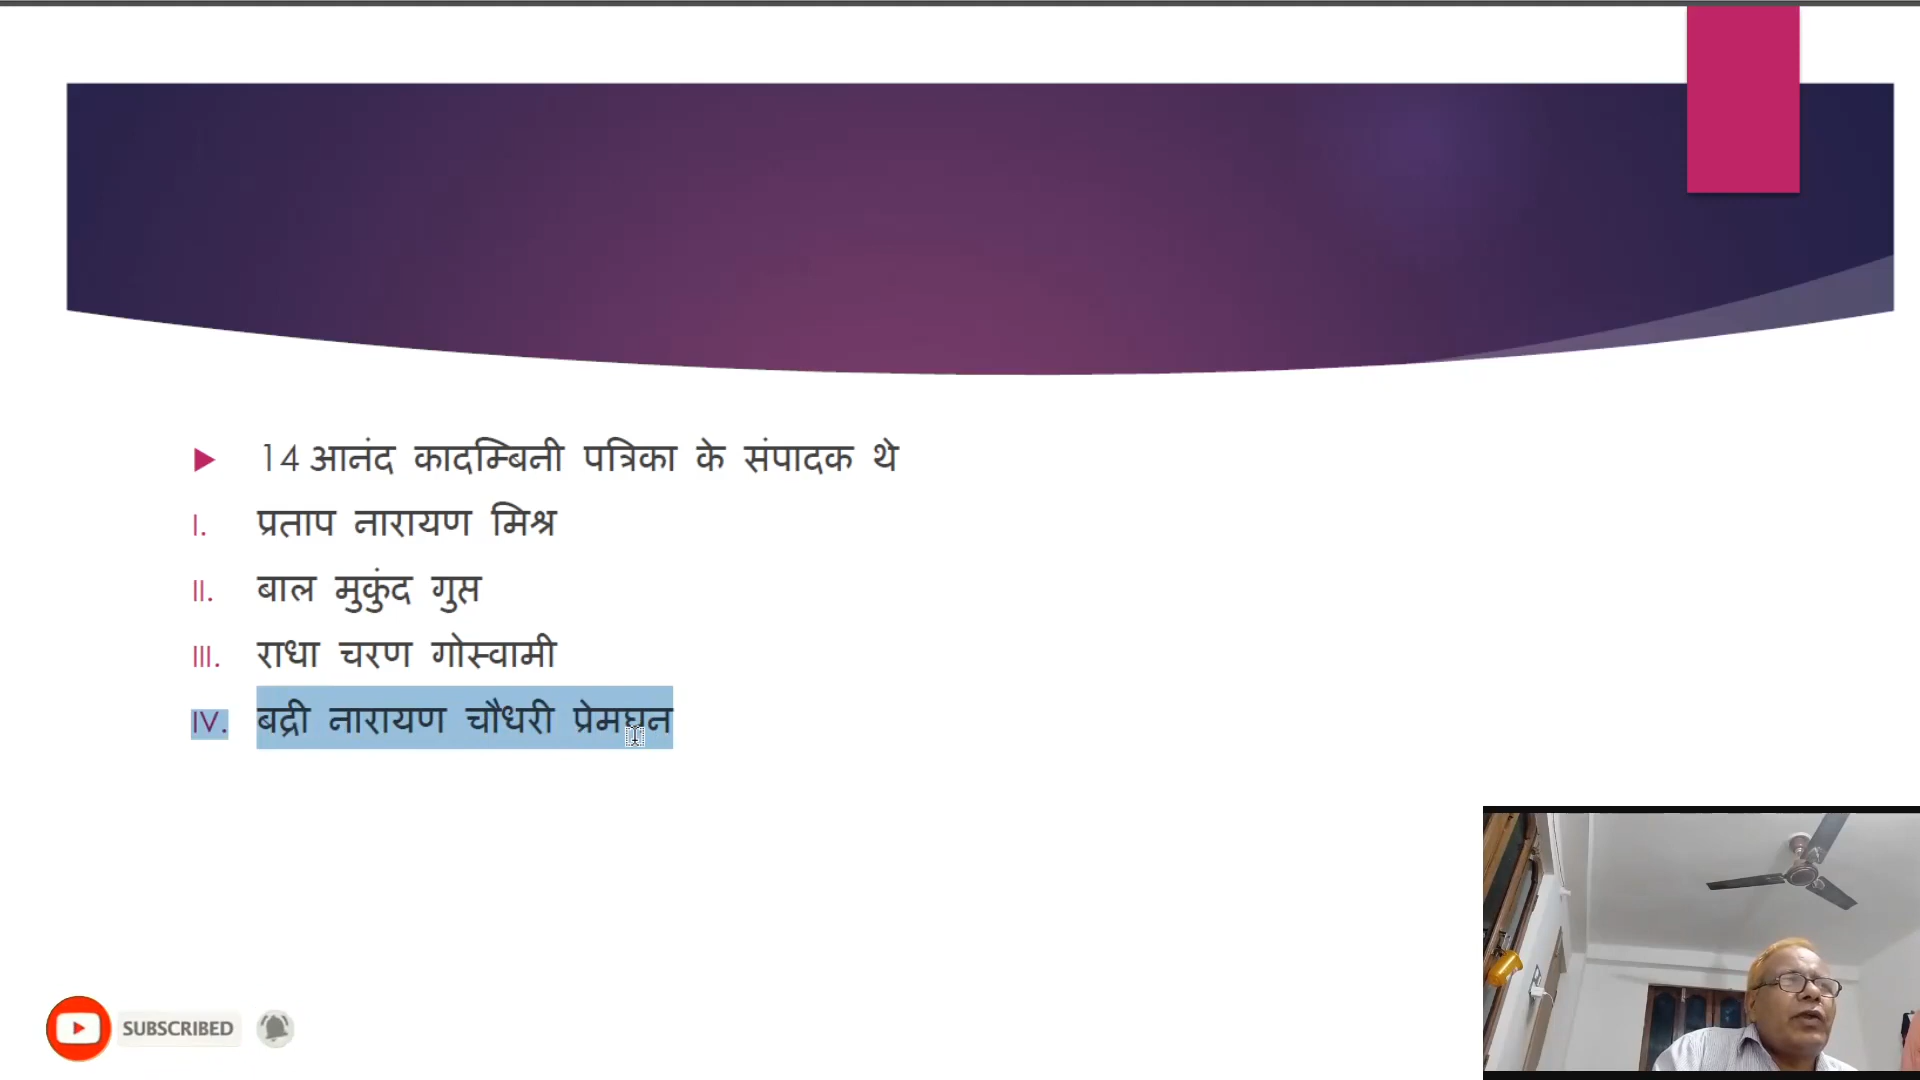 14 आनंद कादम्बिनी पत्रिका के संपादक थे
I. प्रताप नारायण मिश्र
II. बाल मुकुंद गुप्त
III. राधा चरण गोस्वामी
IV. बद्री नारायण चौधरी प्रेमघन
SUBSCRIBED